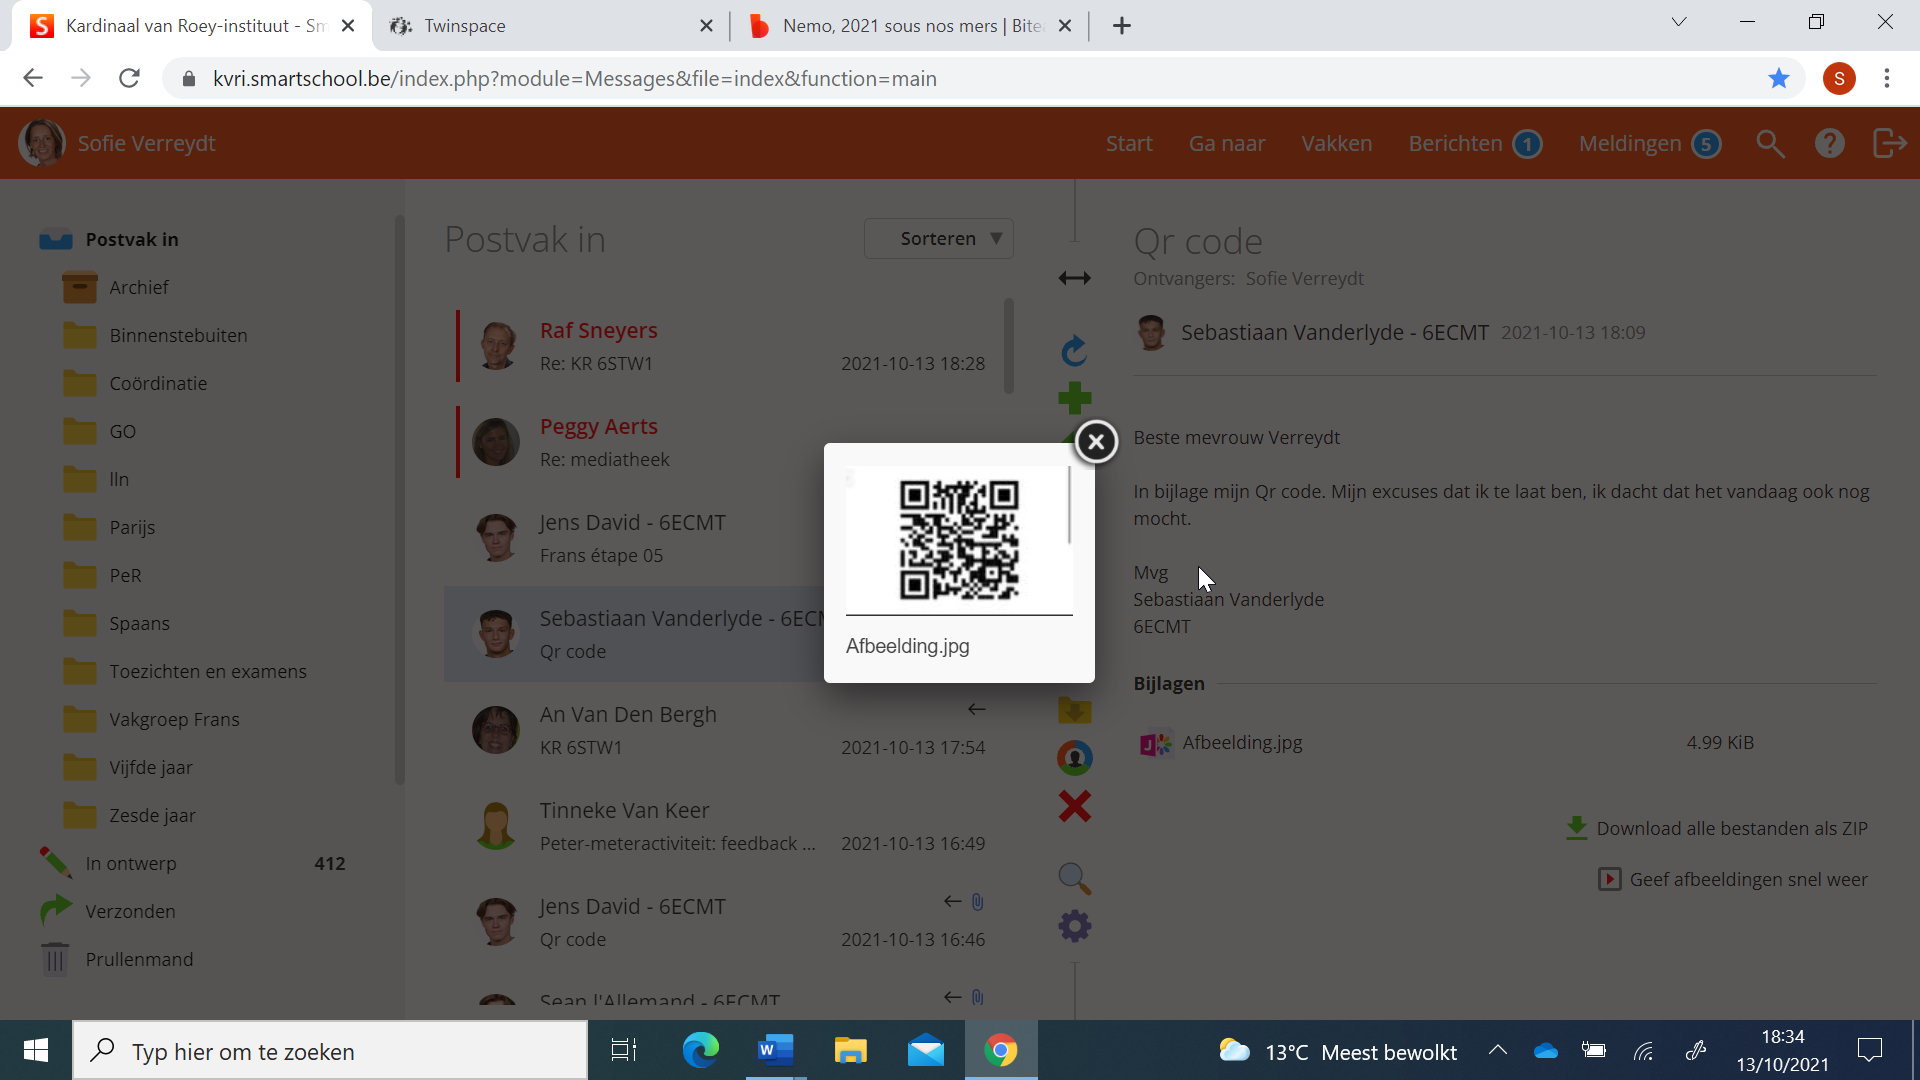 Kardinaal van Roey-instituut - Sm
Twinspace
Nemo, 2021 sous nos mers | Bite
kvri.smartschool.be/index.php?module=Messages&file=index&function=main
S
Sofie Verreydt
Start
Ga naar
Vakken
Berichten 1
Meldingen 5
Postvak in
Archief
Binnenstebuiten
Coördinatie
GO
lln
Parijs
PeR
Spaans
Toezichten en examens
Vakgroep Frans
Vijfde jaar
Zesde jaar
In ontwerp 412
Verzonden
Prullenmand
Postvak in
Sorteren
Raf Sneyers
Re: KR 6STW1 2021-10-13 18:28
Peggy Aerts
Re: mediatheek
Jens David - 6ECMT
Frans étape 05
Sebastiaan Vanderlyde - 6ECM
Qr code
An Van Den Bergh
KR 6STW1 2021-10-13 17:54
Tinneke Van Keer
Peter-meteractiviteit: feedback ... 2021-10-13 16:49
Jens David - 6ECMT
Qr code 2021-10-13 16:46
Sean l'Allemand - 6ECMT
Afbeelding.jpg
Qr code
Ontvangers: Sofie Verreydt
Sebastiaan Vanderlyde - 6ECMT 2021-10-13 18:09
Beste mevrouw Verreydt
In bijlage mijn Qr code. Mijn excuses dat ik te laat ben, ik dacht dat het vandaag ook nog
mocht.
Mvg
Sebastiaan Vanderlyde
6ECMT
Bijlagen
Afbeelding.jpg 4.99 KiB
Download alle bestanden als ZIP
Geef afbeeldingen snel weer
Typ hier om te zoeken
13°C Meest bewolkt
18:34
13/10/2021